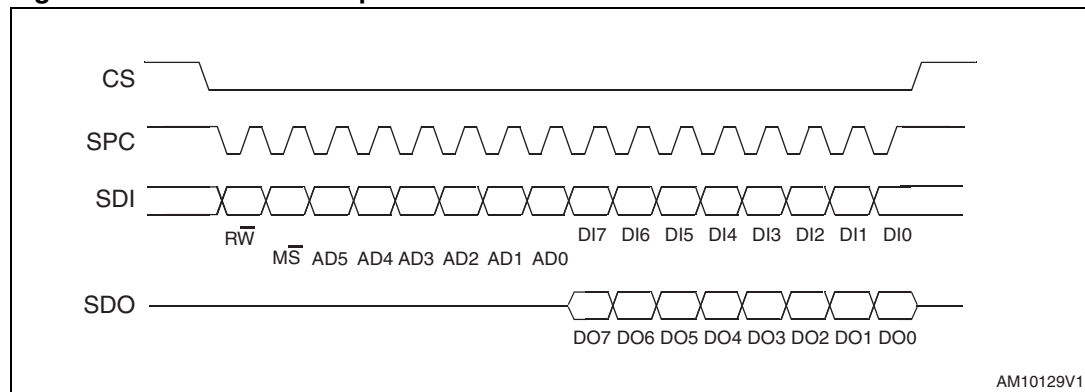 CS
SPC
SDI
RW̅
DI7 DI6 DI5 DI4 DI3 DI2 DI1 DI0
MS̅ AD5 AD4 AD3 AD2 AD1 AD0
SDO
DO7 DO6 DO5 DO4 DO3 DO2 DO1 DO0
AM10129V1